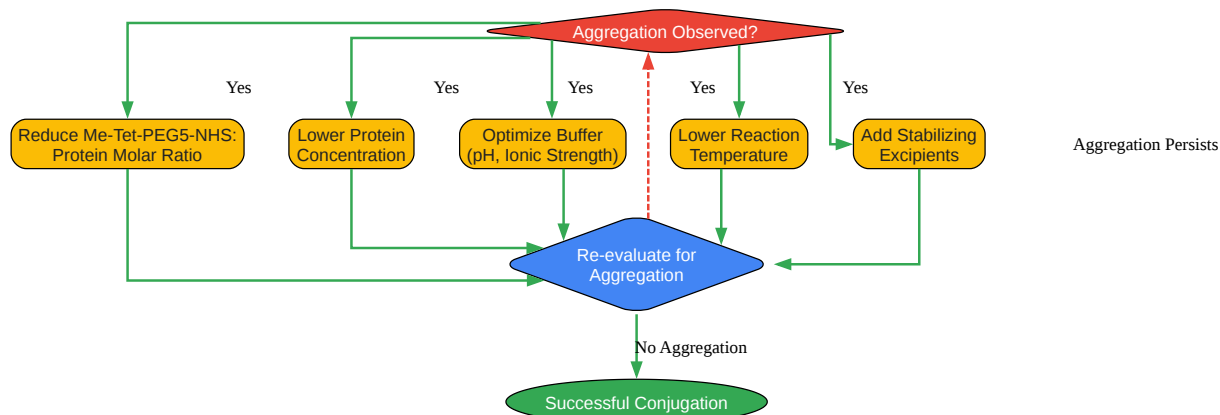 Aggregation Observed?
Yes
Yes
Yes
Yes
Yes
Reduce Me-Tet-PEG5-NHS:
Protein Molar Ratio
Lower Protein
Concentration
Optimize Buffer
(pH, Ionic Strength)
Lower Reaction
Temperature
Add Stabilizing
Excipients
Aggregation Persists
Re-evaluate for
Aggregation
No Aggregation
Successful Conjugation